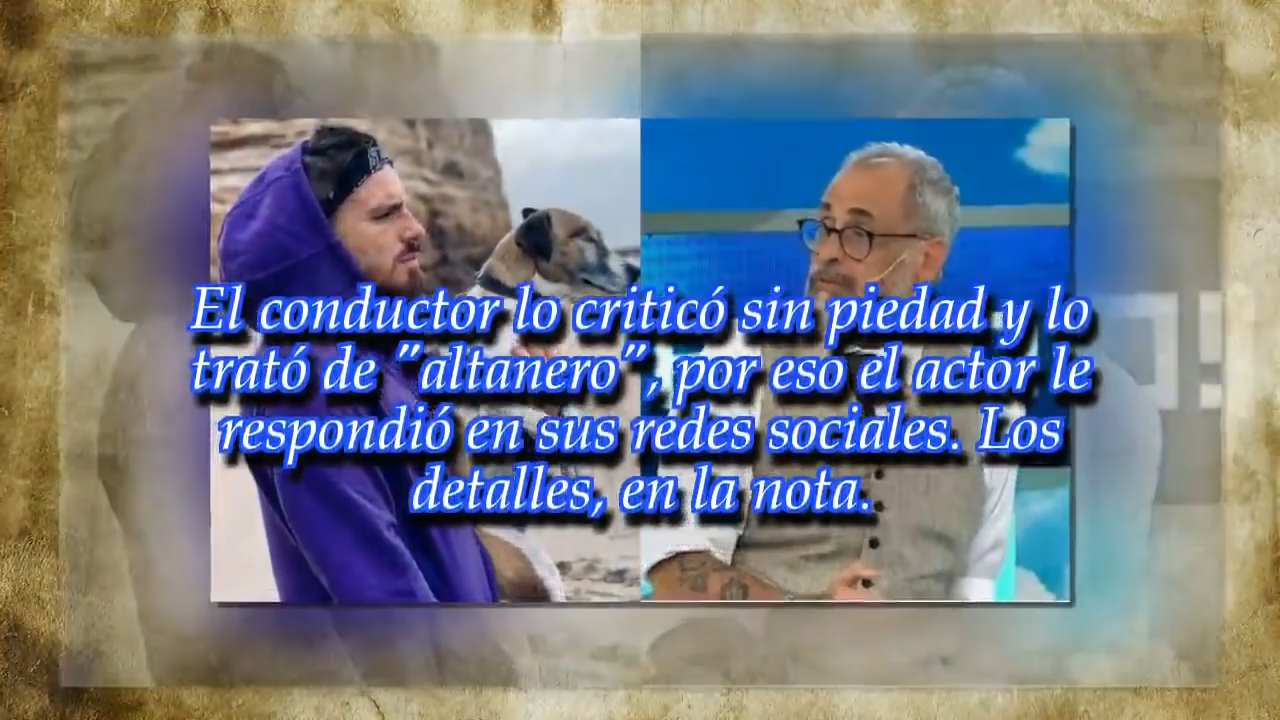 El conductor lo criticó sin piedad y lo
trató de "altanero", por eso el actor le
respondió en sus redes sociales. Los
detalles, en la nota.